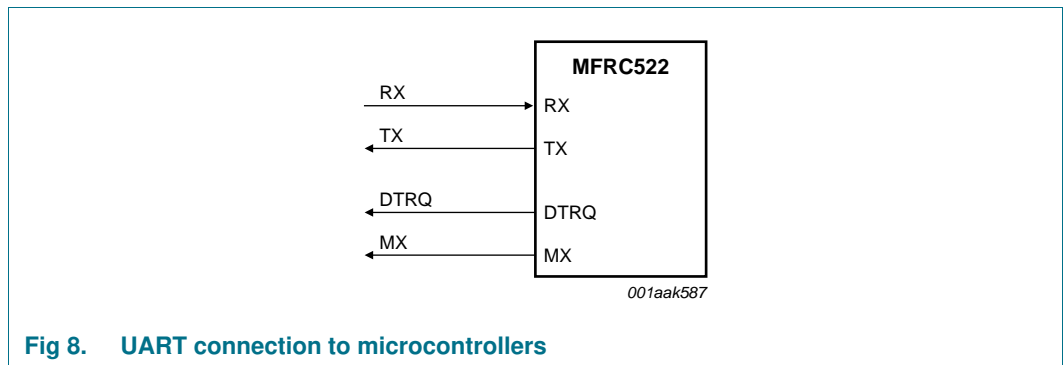 MFRC522
RX
RX
TX
TX
DTRQ
DTRQ
MX
MX
001aak587
Fig 8. UART connection to microcontrollers